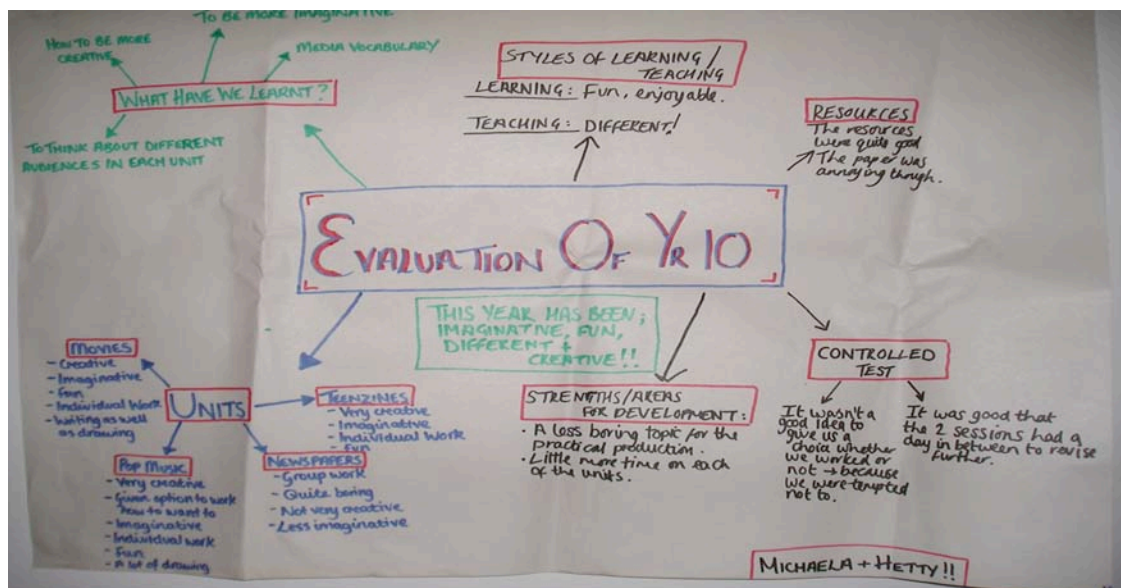 TO BE MORE IMAGINATIVE
HOW TO BE MORE
CREATIVE
MEDIA VOCABULARY
WHAT HAVE WE LEARNT?
TO THINK ABOUT DIFFERENT
AUDIENCES IN EACH UNIT
STYLES OF LEARNING/
TEACHING
LEARNING: Fun, enjoyable.
TEACHING: DIFFERENT!
RESOURCES
The resources
were quite good
The paper was
annoying though.
EVALUATION OF YR 10
THIS YEAR HAS BEEN;
IMAGINATIVE, FUN,
DIFFERENT +
CREATIVE!!
UNITS
MOVIES
- Creative
- Imaginative
- Fun
- Individual Work
- Writing as well
as drawing
TEENZINES
- Very creative
- Imaginative
- Individual Work
- Fun
POP MUSIC
- Very creative
- Given option to work
how to want to
- Imaginative
- Individual work
- Fun
- A lot of drawing
NEWSPAPERS
- Group work
- Quite boring
- Not very creative
- Less imaginative
STRENGTHS/AREAS
FOR DEVELOPMENT:
• A less boring topic for the
practical production.
• Little more time on each
of the units.
CONTROLLED
TEST
It wasn't a
good idea to
give us a
choice whether
we worked or
not → because
we were tempted
not to.
It was good that
the 2 sessions had a
day in between to revise
further.
MICHAELA + HETTY!!